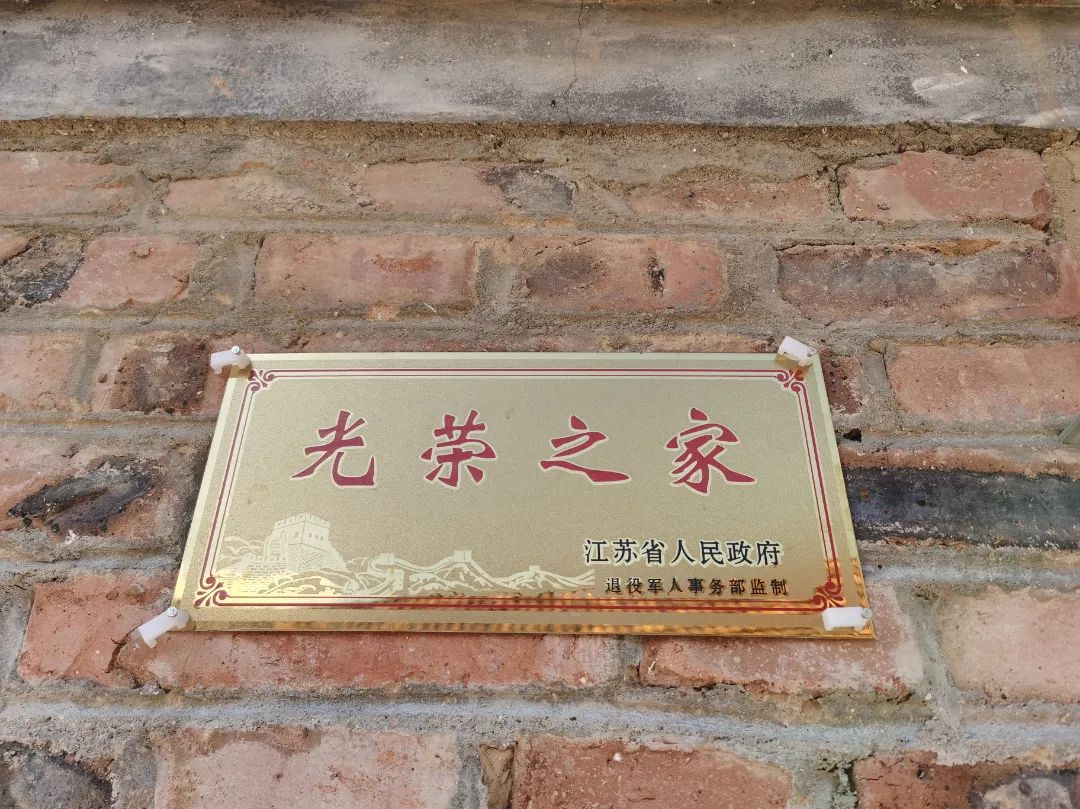 光荣之家
江苏省人民政府
退役军人事务部监制